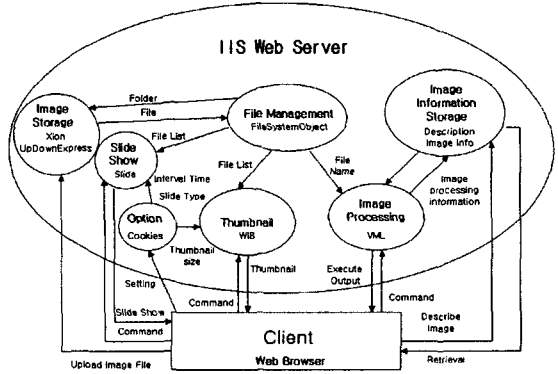 IIS Web Server
Image
Storage
Xion
UpDownExpress
Folder
File
File List
File Management
FileSystemObject
Image
Information
Storage
Description
Image Info
Slide
Show
Slide
Interval Time
Slide Type
File List
File
Name
Image
processing
information
Option
Cookies
Thumbnail
size
Thumbnail
WIB
Image
Processing
VML
Setting
Thumbnail
Execute
Output
Command
Command
Slide Show
Command
Describe
Image
Client
Web Browser
Upload Image File
Retrieval